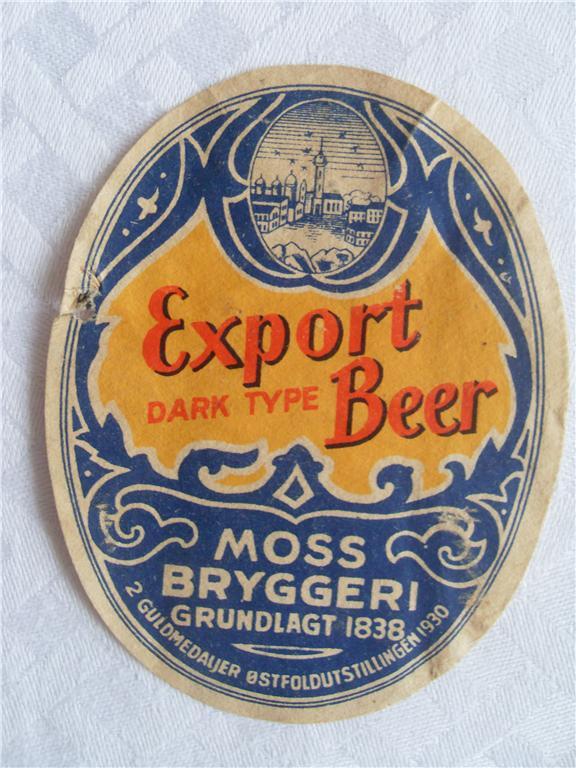 Export
DARK TYPE Beer
MOSS
BRYGGERI
GRUNDLAGT 1838
2 GULDMEDALJER ØSTFOLDUTSTILLINGEN 1930